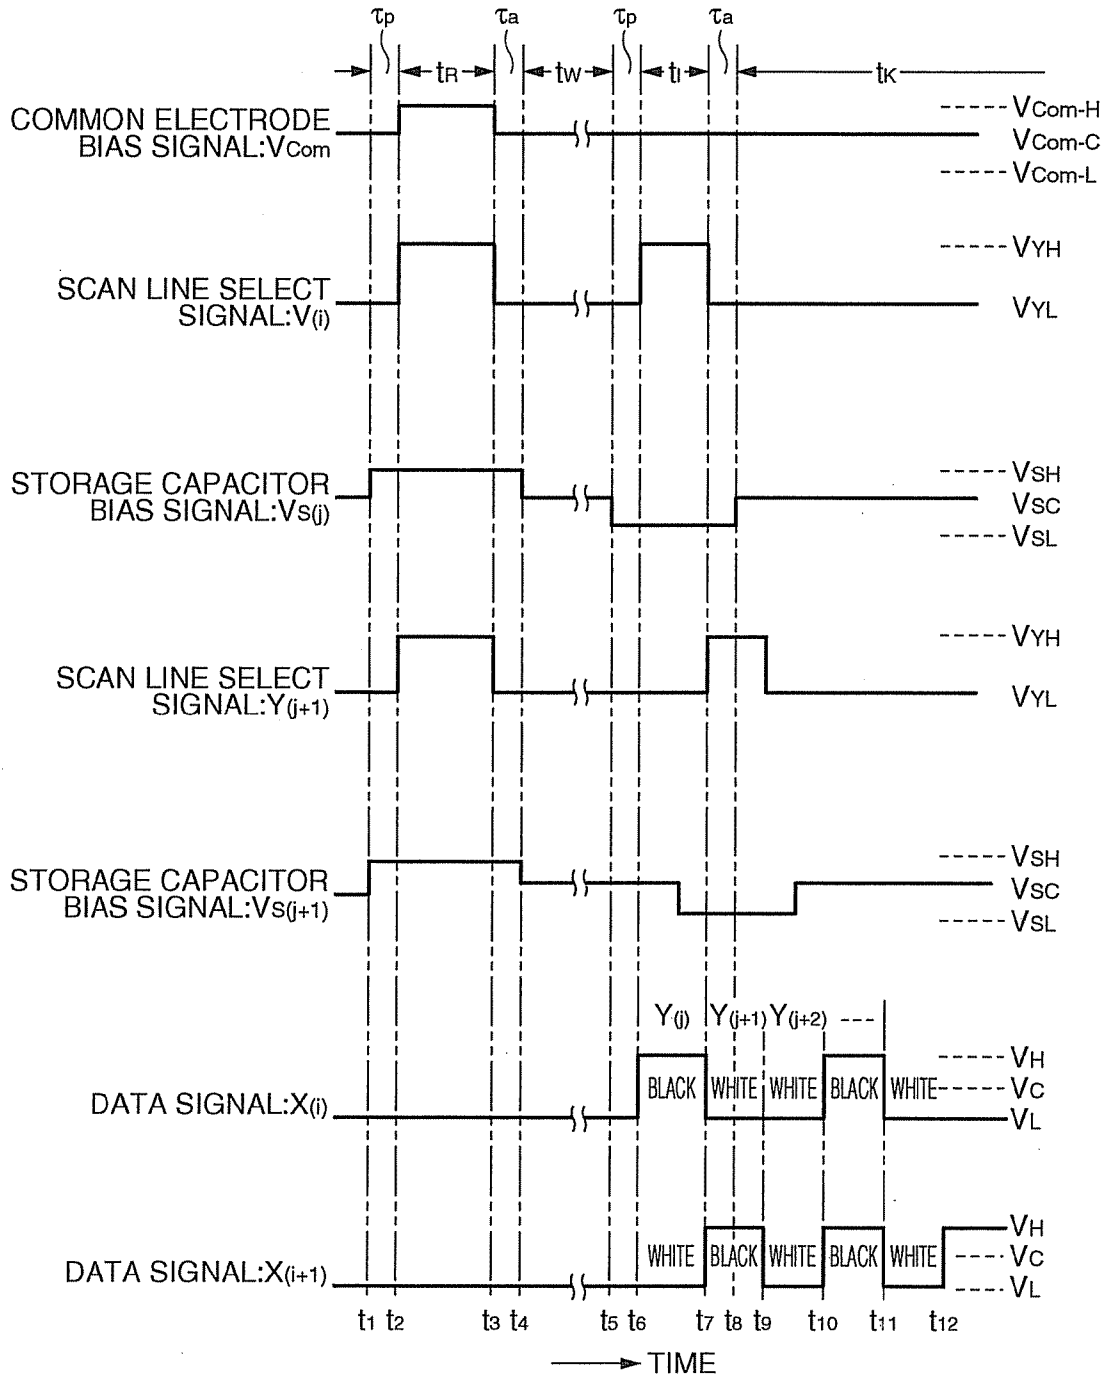 τp τa τp τa
tR tW tI tK
COMMON ELECTRODE
BIAS SIGNAL:VCom
VCom-H
VCom-C
VCom-L
SCAN LINE SELECT
SIGNAL:V(i)
VYH
VYL
STORAGE CAPACITOR
BIAS SIGNAL:VS(j)
VSH
VSC
VSL
SCAN LINE SELECT
SIGNAL:Y(j+1)
VYH
VYL
STORAGE CAPACITOR
BIAS SIGNAL:VS(j+1)
VSH
VSC
VSL
Y(j) Y(j+1) Y(j+2)
DATA SIGNAL:X(i)
BLACK WHITE WHITE BLACK WHITE
VH
VC
VL
DATA SIGNAL:X(i+1)
WHITE BLACK WHITE BLACK WHITE
VH
VC
VL
t1 t2 t3 t4 t5 t6 t7 t8 t9 t10 t11 t12
TIME